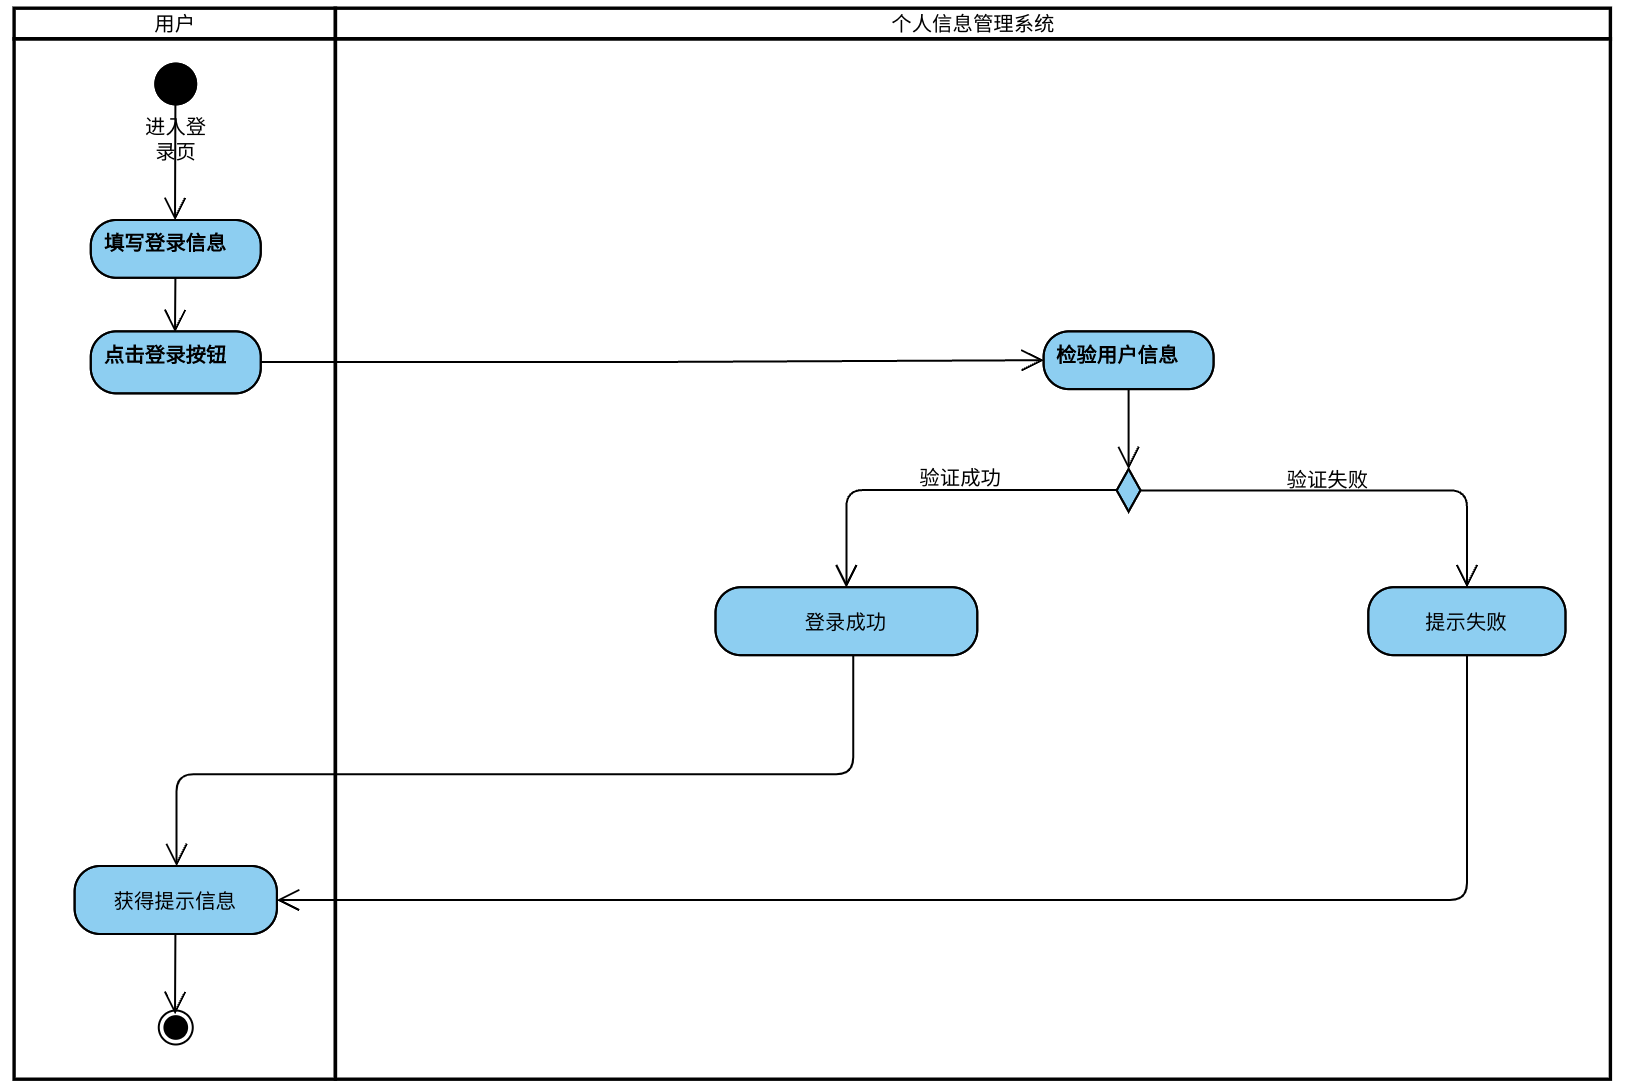 用户
个人信息管理系统
进入登
录页
填写登录信息
点击登录按钮
检验用户信息
验证成功
验证失败
登录成功
提示失败
获得提示信息